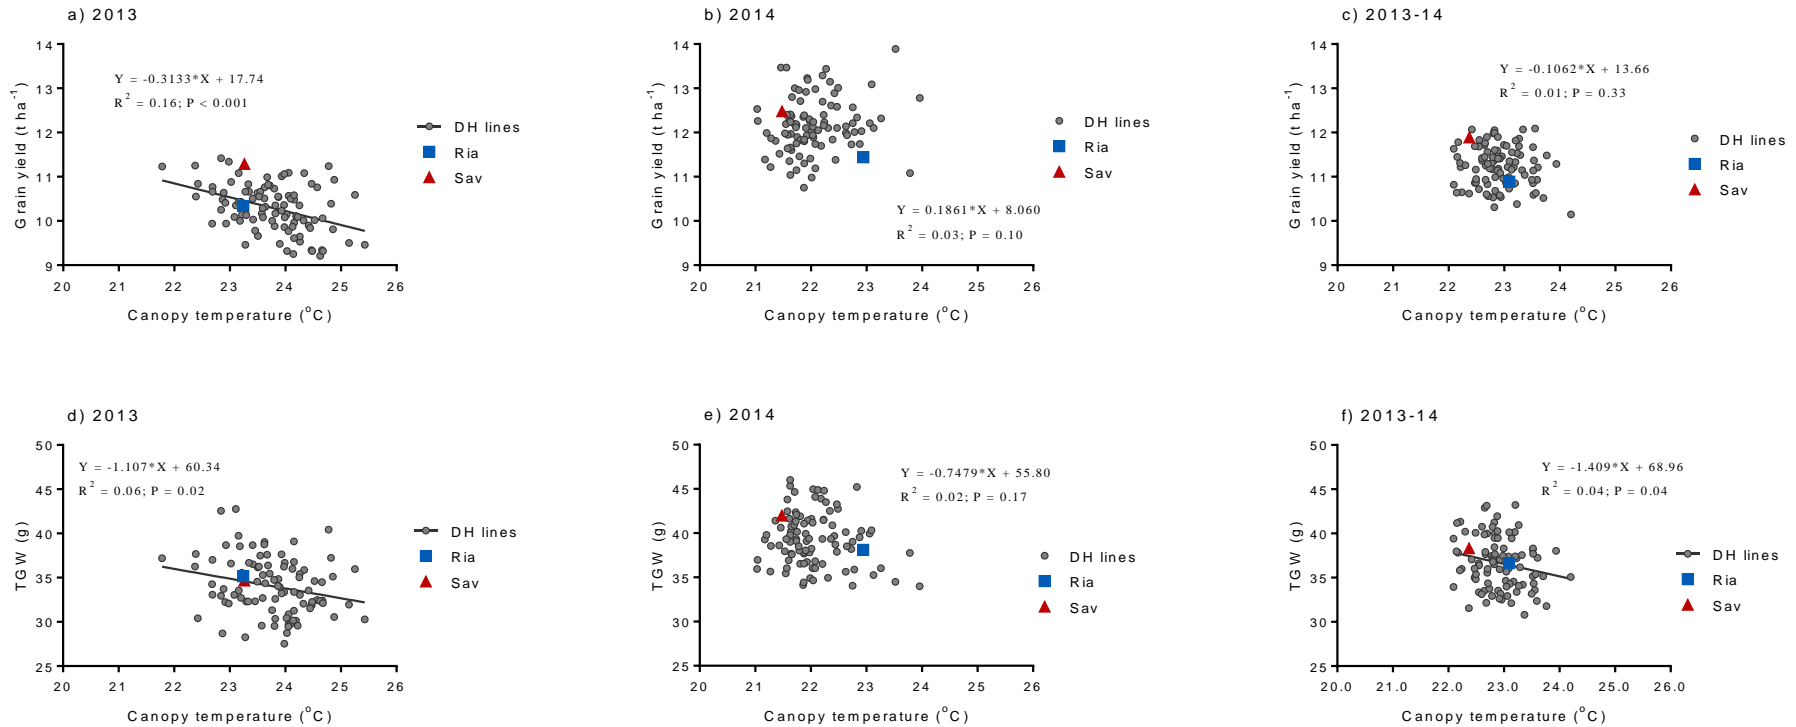 a) 2013
Y = -0.3133*X + 17.74
R² = 0.16; P < 0.001
14
13
12
11
10
9
Grain yield (t ha⁻¹)
20 21 22 23 24 25 26
Canopy temperature (°C)
DH lines
Ria
Sav
b) 2014
14
13
12
11
10
9
Grain yield (t ha⁻¹)
Y = 0.1861*X + 8.060
R² = 0.03; P = 0.10
20 21 22 23 24 25 26
Canopy temperature (°C)
DH lines
Ria
Sav
c) 2013-14
Y = -0.1062*X + 13.66
R² = 0.01; P = 0.33
14
13
12
11
10
9
Grain yield (t ha⁻¹)
20 21 22 23 24 25 26
Canopy temperature (°C)
DH lines
Ria
Sav
d) 2013
Y = -1.107*X + 60.34
R² = 0.06; P = 0.02
50
45
40
35
30
25
TGW (g)
20 21 22 23 24 25 26
Canopy temperature (°C)
DH lines
Ria
Sav
e) 2014
Y = -0.7479*X + 55.80
R² = 0.02; P = 0.17
50
45
40
35
30
25
TGW (g)
20 21 22 23 24 25 26
Canopy temperature (°C)
DH lines
Ria
Sav
f) 2013-14
Y = -1.409*X + 68.96
R² = 0.04; P = 0.04
50
45
40
35
30
25
TGW (g)
20.0 21.0 22.0 23.0 24.0 25.0 26.0
Canopy temperature (°C)
DH lines
Ria
Sav